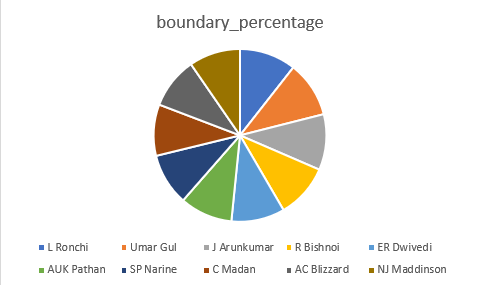 boundary_percentage
L Ronchi Umar Gul J Arunkumar R Bishnoi ER Dwivedi
AUK Pathan SP Narine C Madan AC Blizzard NJ Maddinson